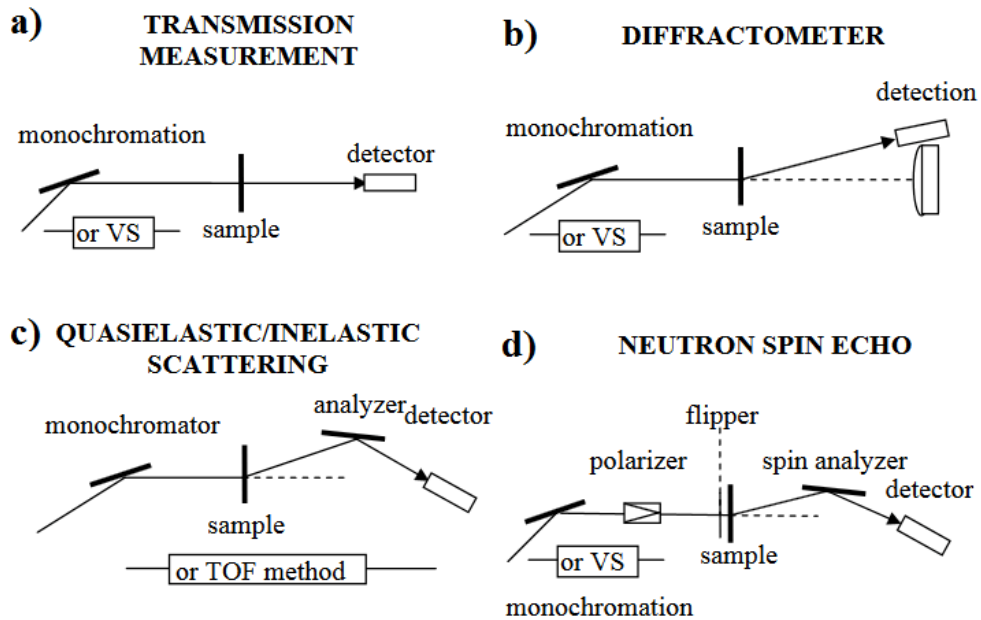 a) TRANSMISSION
MEASUREMENT
monochromation
detector
sample
or VS
b) DIFFRACTOMETER
detection
monochromation
sample
or VS
c) QUASIELASTIC/INELASTIC
SCATTERING
analyzer
detector
monochromator
sample
or TOF method
d) NEUTRON SPIN ECHO
flipper
polarizer
spin analyzer
detector
sample
or VS
monochromation